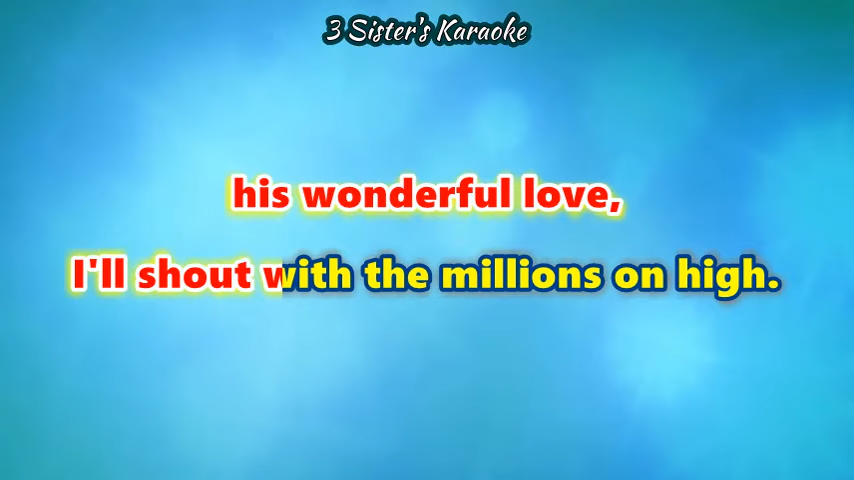 3 Sister's Karaoke
his wonderful love,
I'll shout with the millions on high.